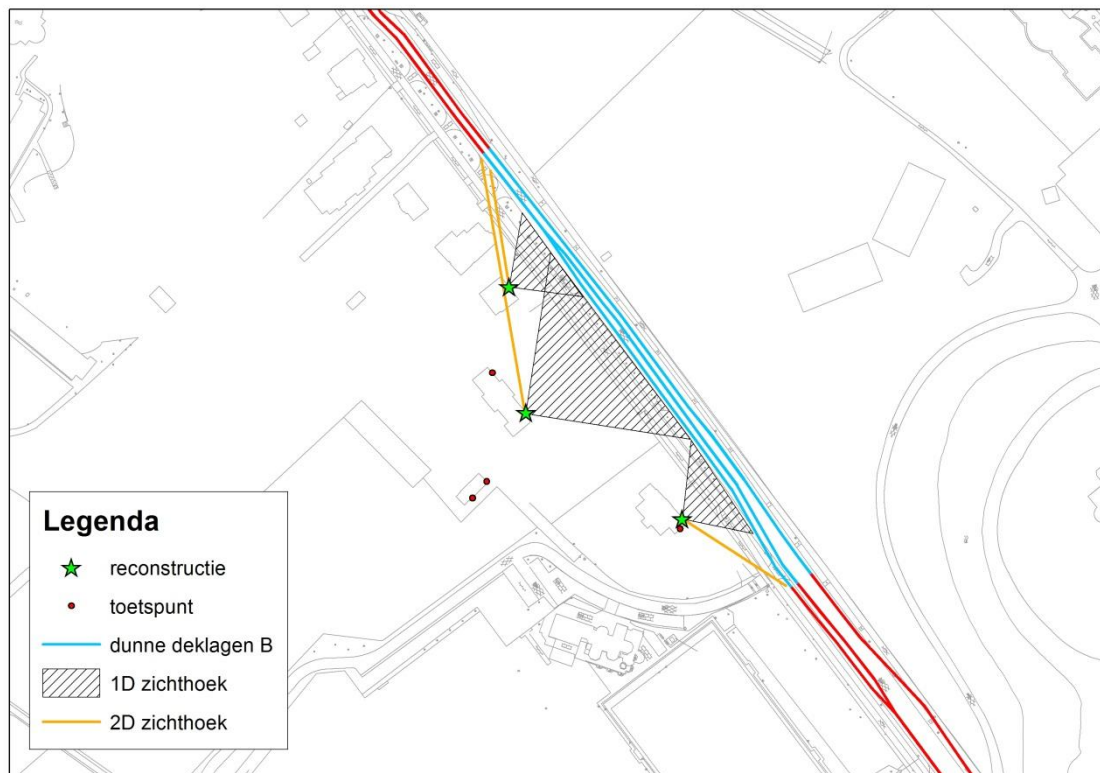 Legenda
reconstructie
toetspunt
dunne deklagen B
1D zichthoek
2D zichthoek